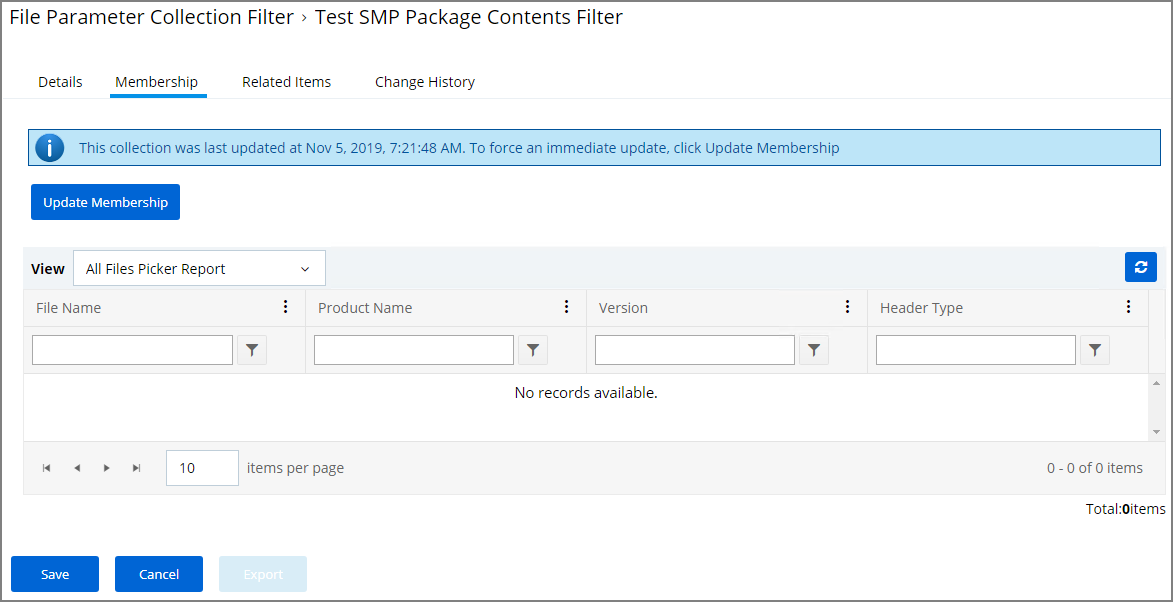 File Parameter Collection Filter › Test SMP Package Contents Filter
Details Membership Related Items Change History
This collection was last updated at Nov 5, 2019, 7:21:48 AM. To force an immediate update, click Update Membership
Update Membership
View All Files Picker Report
File Name Product Name Version Header Type
No records available.
10 items per page 0 - 0 of 0 items
Total:0items
Save Cancel Export